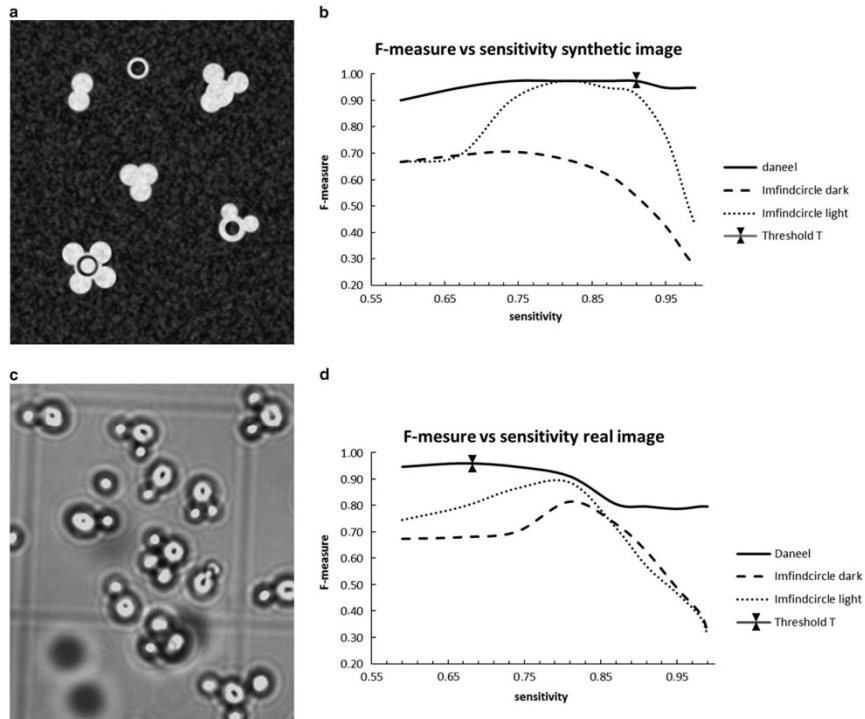 a
b
F-measure vs sensitivity synthetic image
1.00
0.90
0.80
0.70
0.60
0.50
0.40
0.30
0.20
F-measure
0.55 0.65 0.75 0.85 0.95
sensitivity
daneel
Imfindcircle dark
Imfindcircle light
Threshold T
c
d
F-mesure vs sensitivity real image
1.00
0.90
0.80
0.70
0.60
0.50
0.40
0.30
0.20
F-measure
0.55 0.65 0.75 0.85 0.95
sensitivity
Daneel
Imfindcircle dark
Imfindcircle light
Threshold T